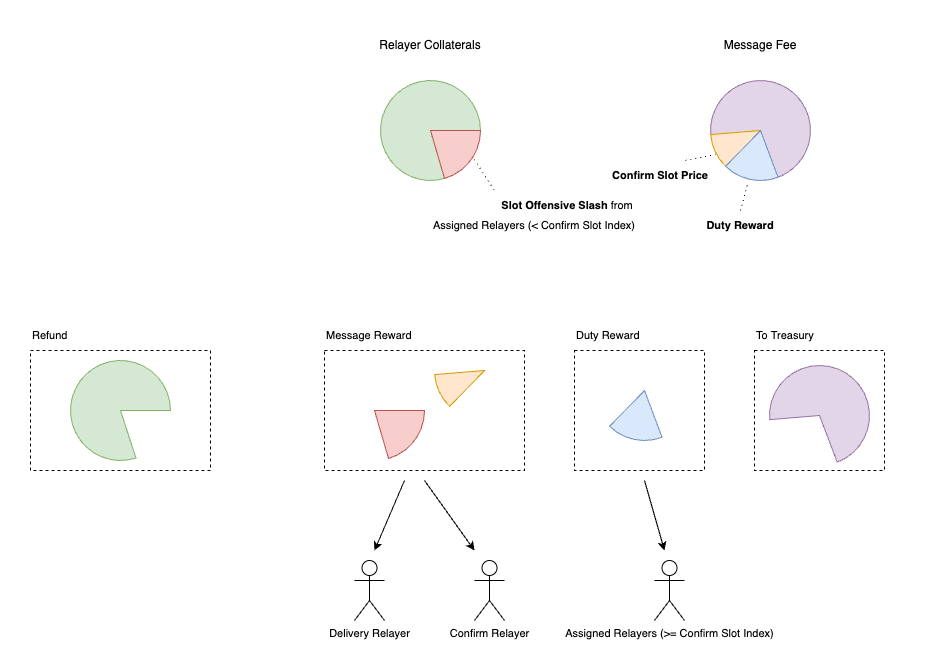 Relayer Collaterals
Message Fee
Confirm Slot Price
Slot Offensive Slash from
Assigned Relayers (< Confirm Slot Index)
Duty Reward
Refund
Message Reward
Duty Reward
To Treasury
Delivery Relayer
Confirm Relayer
Assigned Relayers (>= Confirm Slot Index)